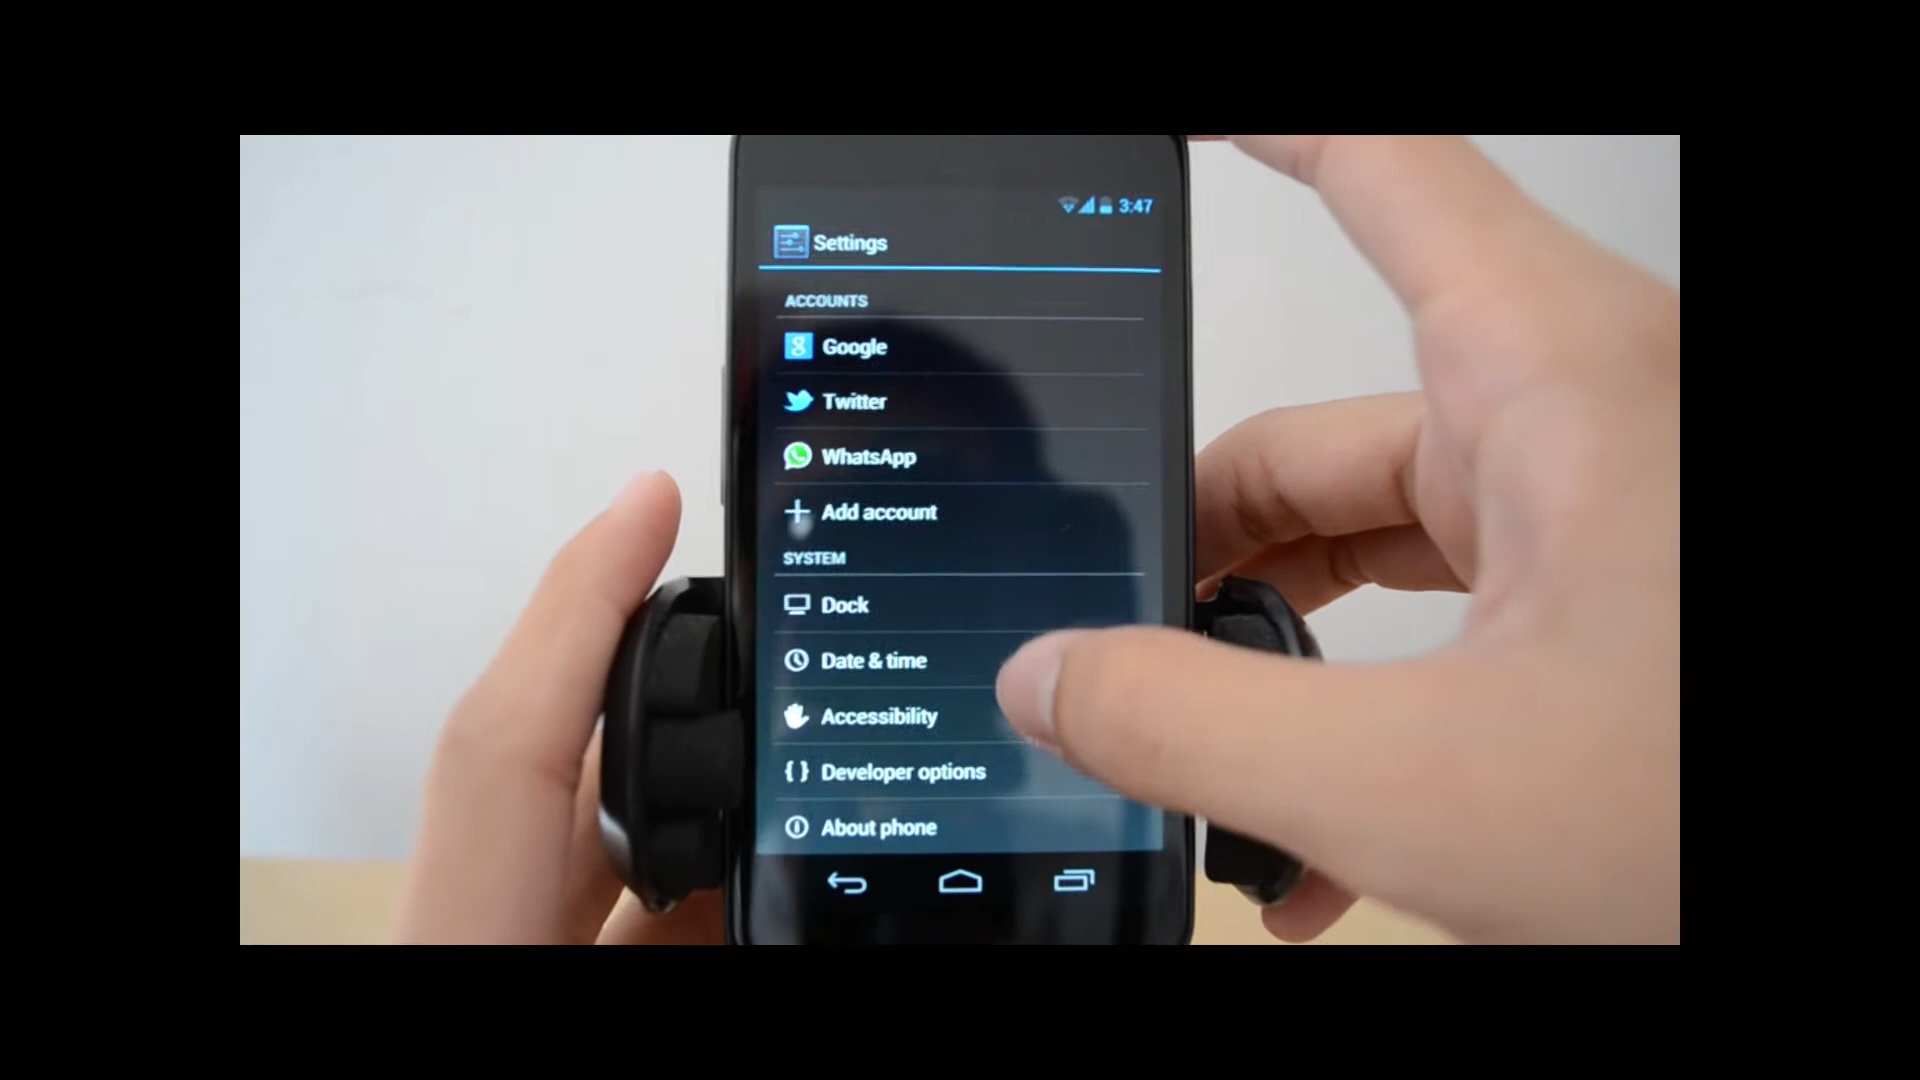 3:47
Settings
ACCOUNTS
Google
Twitter
WhatsApp
Add account
SYSTEM
Dock
Date & time
Accessibility
Developer options
About phone